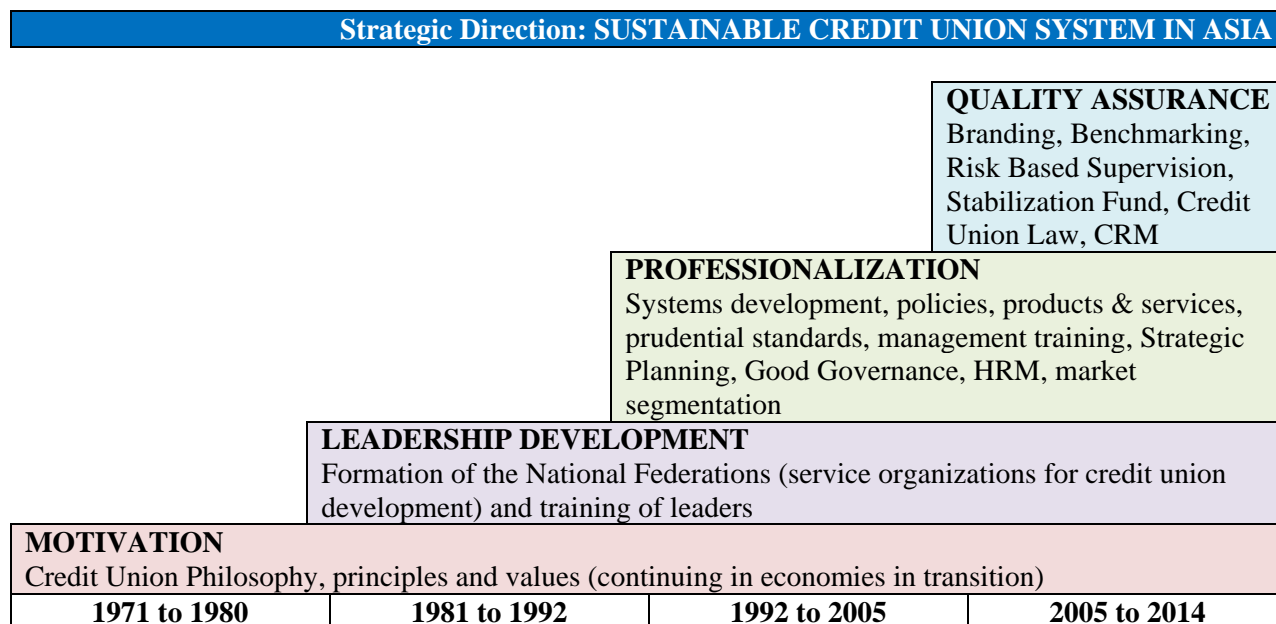 Strategic Direction: SUSTAINABLE CREDIT UNION SYSTEM IN ASIA
QUALITY ASSURANCE
Branding, Benchmarking,
Risk Based Supervision,
Stabilization Fund, Credit
Union Law, CRM
PROFESSIONALIZATION
Systems development, policies, products & services,
prudential standards, management training, Strategic
Planning, Good Governance, HRM, market
segmentation
LEADERSHIP DEVELOPMENT
Formation of the National Federations (service organizations for credit union
development) and training of leaders
MOTIVATION
Credit Union Philosophy, principles and values (continuing in economies in transition)
1971 to 1980 1981 to 1992 1992 to 2005 2005 to 2014